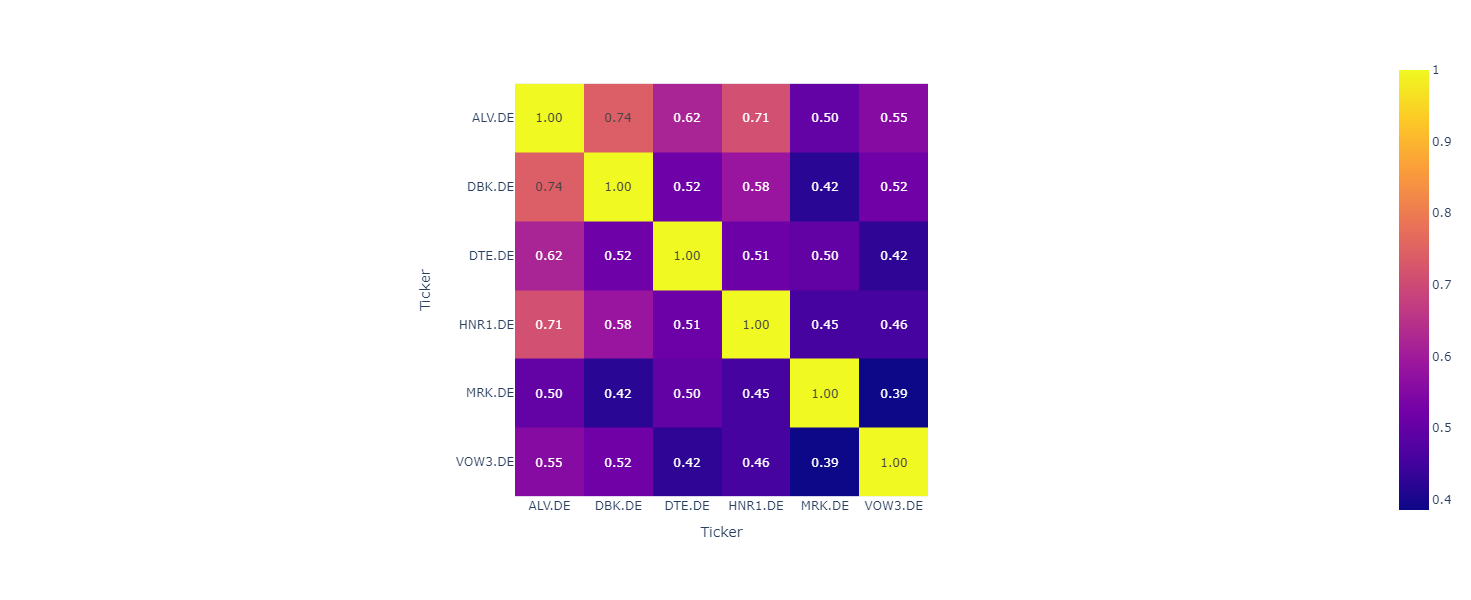 ALV.DE 1.00 0.74 0.62 0.71 0.50 0.55
DBK.DE 0.74 1.00 0.52 0.58 0.42 0.52
DTE.DE 0.62 0.52 1.00 0.51 0.50 0.42
HNR1.DE 0.71 0.58 0.51 1.00 0.45 0.46
MRK.DE 0.50 0.42 0.50 0.45 1.00 0.39
VOW3.DE 0.55 0.52 0.42 0.46 0.39 1.00
ALV.DE DBK.DE DTE.DE HNR1.DE MRK.DE VOW3.DE
Ticker
Ticker
1
0.9
0.8
0.7
0.6
0.5
0.4